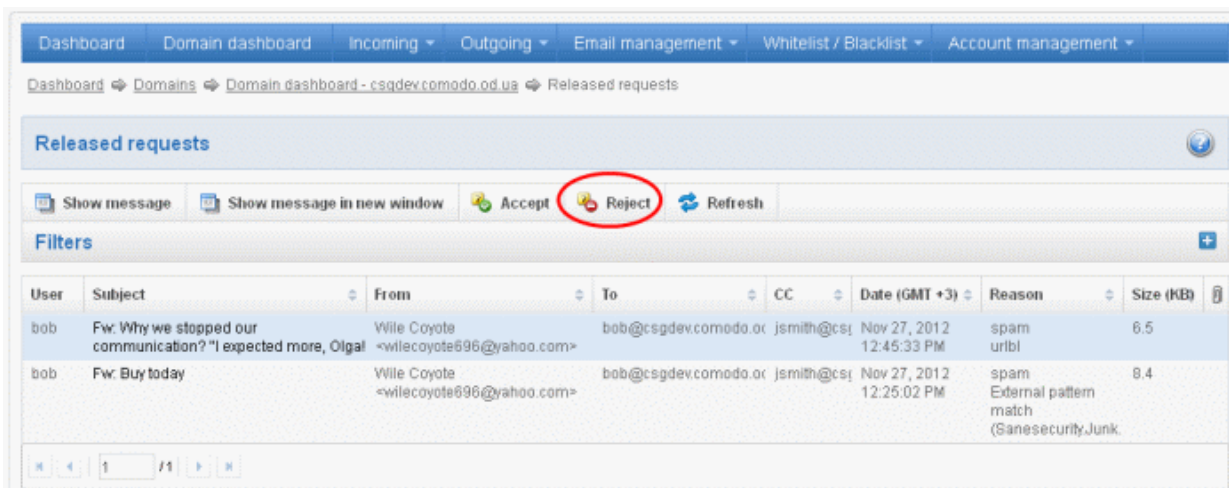 Dashboard Domain dashboard Incoming Outgoing Email management Whitelist / Blacklist Account management
Dashboard Domains Domain dashboard - csgdev.comodo.od.ua Released requests
Released requests
Show message Show message in new window Accept Reject Refresh
Filters
User Subject From To CC Date (GMT +3) Reason Size (KB)
bob Fw: Why we stopped our Wile Coyote bob@csgdev.comodo.oc jsmith@csg Nov 27, 2012 spam 6.5
communication? "I expected more, Olga! <wilecoyote696@yahoo.com> 12:45:33 PM urlbl
bob Fw: Buy today Wile Coyote bob@csgdev.comodo.oc jsmith@csg Nov 27, 2012 spam 8.4
<wilecoyote696@yahoo.com> 12:25:02 PM External pattern
match
(Sanesecurity.Junk.
1 /1